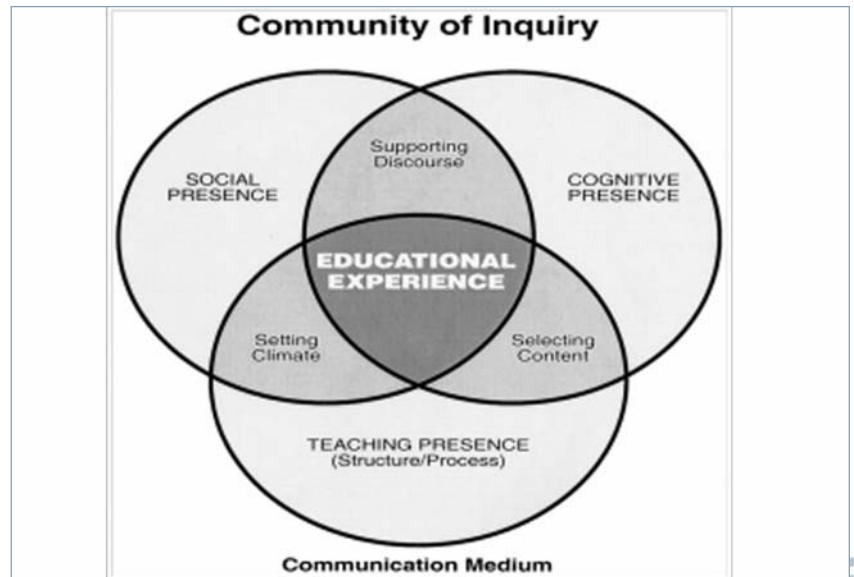 Community of Inquiry
Supporting
Discourse
SOCIAL
PRESENCE
COGNITIVE
PRESENCE
EDUCATIONAL
EXPERIENCE
Setting
Climate
Selecting
Content
TEACHING PRESENCE
(Structure/Process)
Communication Medium